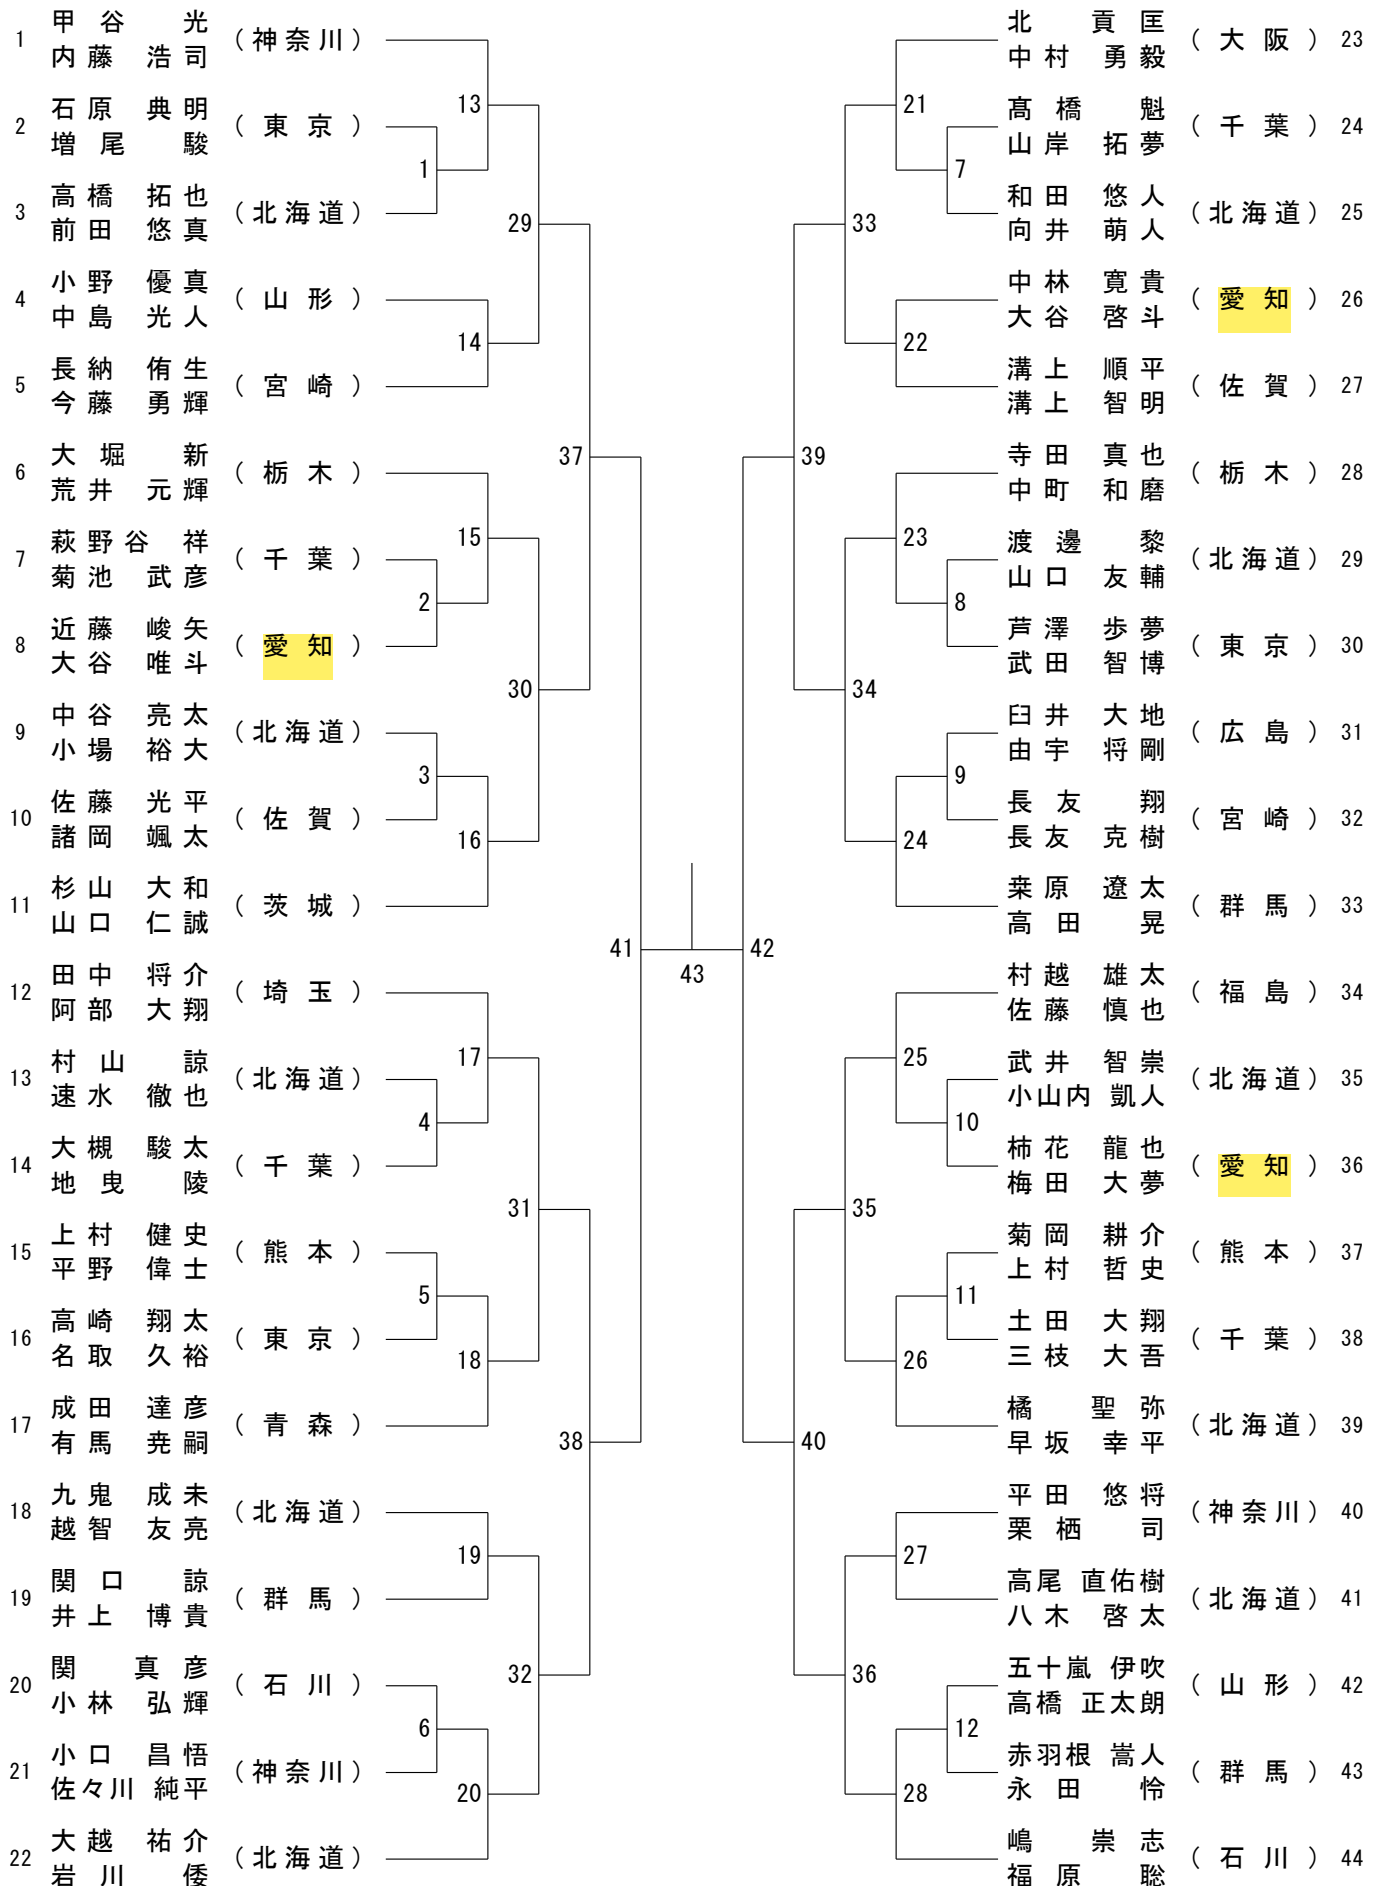 1 甲谷 光 (神奈川)
内藤 浩司
2 石原 典明 (東京)
増尾 駿
3 高橋 拓也 (北海道)
前田 悠真
4 小野 優真 (山形)
中島 光人
5 長納 侑生 (宮崎)
今藤 勇輝
6 大堀 新 (栃木)
荒井 元輝
7 萩野谷 祥 (千葉)
菊池 武彦
8 近藤 峻矢 (愛知)
大谷 唯斗
9 中谷 亮太 (北海道)
小場 裕大
10 佐藤 光平 (佐賀)
諸岡 颯太
11 杉山 大和 (茨城)
山口 仁誠
12 田中 将介 (埼玉)
阿部 大翔
13 村山 諒 (北海道)
速水 徹也
14 大槻 駿太 (千葉)
地曳 陵
15 上村 健史 (熊本)
平野 偉士
16 高崎 翔太 (東京)
名取 久裕
17 成田 達彦 (青森)
有馬 尭嗣
18 九鬼 成未 (北海道)
越智 友亮
19 関口 諒 (群馬)
井上 博貴
20 関 真彦 (石川)
小林 弘輝
21 小口 昌悟 (神奈川)
佐々川 純平
22 大越 祐介 (北海道)
岩川 倭
13
1
29
14
37
15
2
30
3
16
41
17
4
31
5
18
38
19
32
6
20
43
42
21
7
33
22
39
23
8
34
9
24
25
10
35
11
26
40
27
36
12
28
北 貢匡 (大阪) 23
中村 勇毅
髙橋 魁 (千葉) 24
山岸 拓夢
和田 悠人 (北海道) 25
向井 萌人
中林 寛貴 (愛知) 26
大谷 啓斗
溝上 順平 (佐賀) 27
溝上 智明
寺田 真也 (栃木) 28
中町 和磨
渡邊 黎 (北海道) 29
山口 友輔
芦澤 歩夢 (東京) 30
武田 智博
臼井 大地 (広島) 31
由宇 将剛
長友 翔 (宮崎) 32
長友 克樹
桒原 遼太 (群馬) 33
高田 晃
村越 雄太 (福島) 34
佐藤 慎也
武井 智崇 (北海道) 35
小山内 凱人
柿花 龍也 (愛知) 36
梅田 大夢
菊岡 耕介 (熊本) 37
上村 哲史
土田 大翔 (千葉) 38
三枝 大吾
橘 聖弥 (北海道) 39
早坂 幸平
平田 悠将 (神奈川) 40
栗栖 司
高尾 直佑樹 (北海道) 41
八木 啓太
五十嵐 伊吹 (山形) 42
高橋 正太朗
赤羽根 嵩人 (群馬) 43
永田 怜
嶋 崇志 (石川) 44
福原 聡